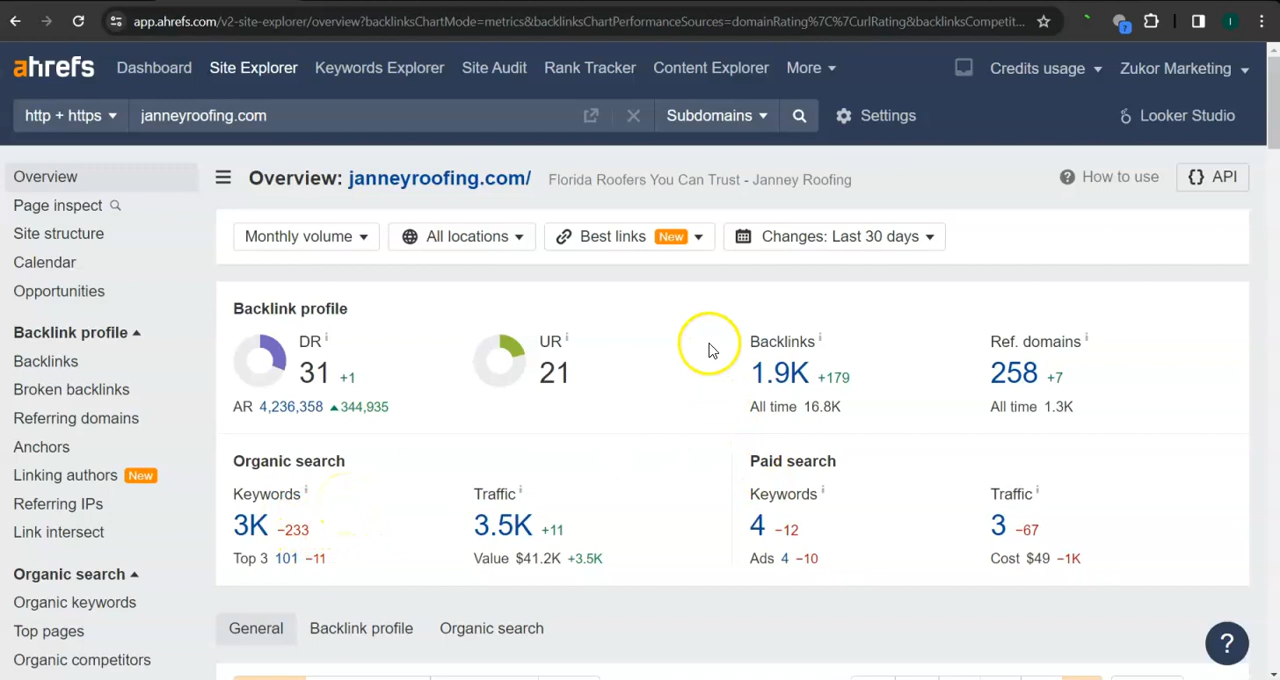 app.ahrefs.com/v2-site-explorer/overview?backlinksChartMode=metrics&backlinksChartPerformanceSources=domainRating%7C%7CurlRating&backlinksCompetit...
?
I
ahrefs
Dashboard Site Explorer Keywords Explorer Site Audit Rank Tracker Content Explorer More
Credits usage Zukor Marketing
http + https janneyroofing.com Subdomains Settings Looker Studio
Overview
Page inspect
Site structure
Calendar
Opportunities
Backlink profile
Backlinks
Broken backlinks
Referring domains
Anchors
Linking authors New
Referring IPs
Link intersect
Organic search
Organic keywords
Top pages
Organic competitors
Overview: janneyroofing.com/ Florida Roofers You Can Trust - Janney Roofing
? How to use {} API
Monthly volume All locations Best links New Changes: Last 30 days
Backlink profile
DR i UR i Backlinks i Ref. domains i
31 +1 21 1.9K +179 258 +7
AR 4,236,358 ▲344,935 All time 16.8K All time 1.3K
Organic search Paid search
Keywords i Traffic i Keywords i Traffic i
3K −233 3.5K +11 4 −12 3 −67
Top 3 101 −11 Value $41.2K +3.5K Ads 4 −10 Cost $49 −1K
General Backlink profile Organic search
?